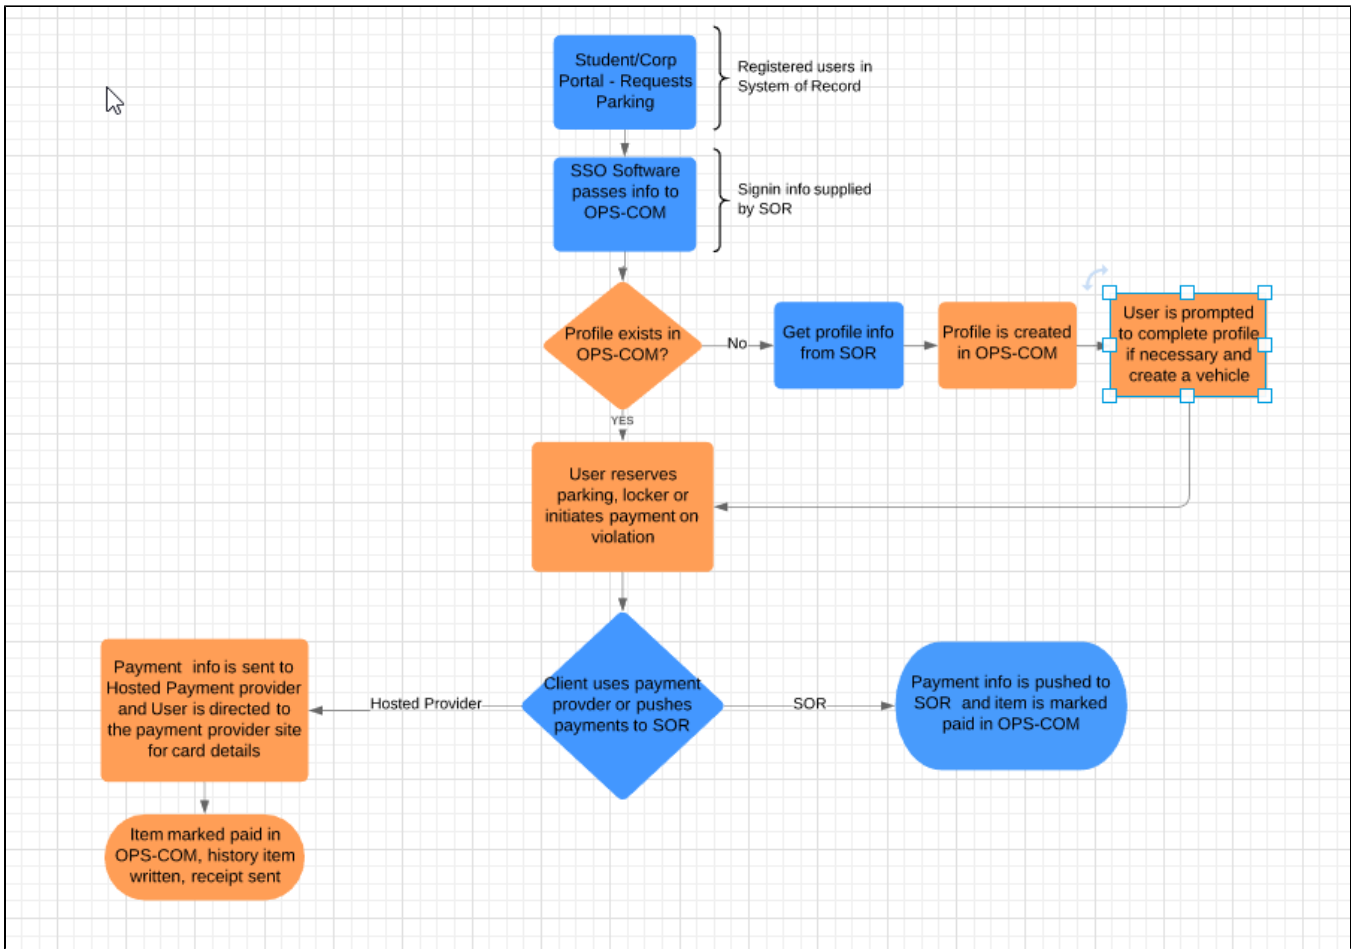 Student/Corp
Portal - Requests
Parking
Registered users in
System of Record
SSO Software
passes info to
OPS-COM
Signin info supplied
by SOR
Profile exists in
OPS-COM?
No
Get profile info
from SOR
Profile is created
in OPS-COM
User is prompted
to complete profile
if necessary and
create a vehicle
YES
User reserves
parking, locker or
initiates payment on
violation
Client uses payment
provder or pushes
payments to SOR
Hosted Provider
SOR
Payment info is sent to
Hosted Payment provider
and User is directed to
the payment provider site
for card details
Payment info is pushed to
SOR and item is marked
paid in OPS-COM
Item marked paid in
OPS-COM, history item
written, receipt sent